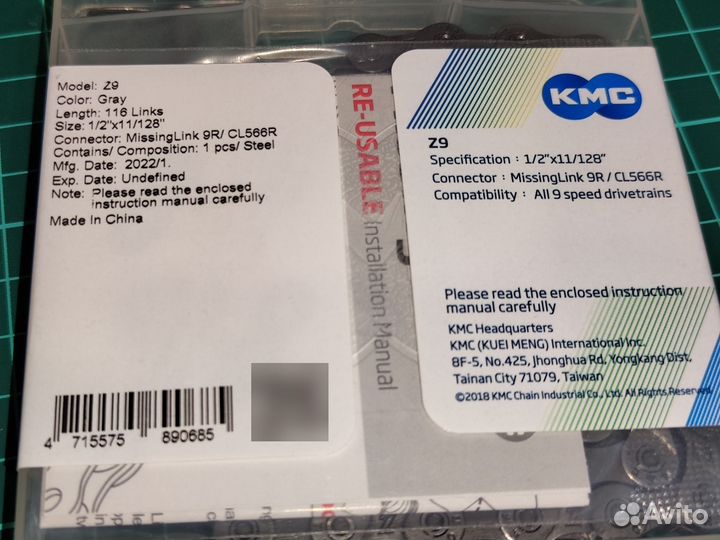 Model: Z9
Color: Gray
Length: 116 Links
Size: 1/2"x11/128"
Connector: MissingLink 9R/ CL566R
Contains/ Composition: 1 pcs/ Steel
Mfg. Date: 2022/1.
Exp. Date: Undefined
Note: Please read the enclosed
instruction manual carefully
Made In China
4 715575 890685
RE-USABLE Installation Manual
KMC
Z9
Specification : 1/2"x11/128"
Connector : MissingLink 9R / CL566R
Compatibility : All 9 speed drivetrains
Please read the enclosed instruction
manual carefully
KMC Headquarters
KMC (KUEI MENG) International Inc.
8F-5, No.425, Jhonghua Rd, Yongkang Dist,
Tainan City 71079, Taiwan
©2018 KMC Chain Industrial Co., Ltd. All Rights Reserved
Avito